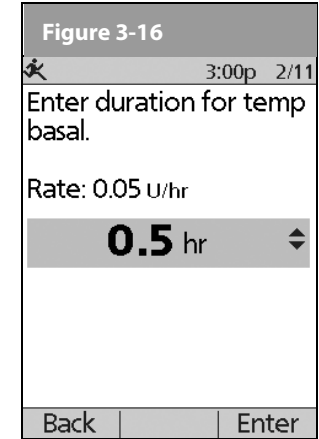 Figure 3-16
3:00p 2/11
Enter duration for temp
basal.
Rate: 0.05 U/hr
0.5 hr
Back Enter